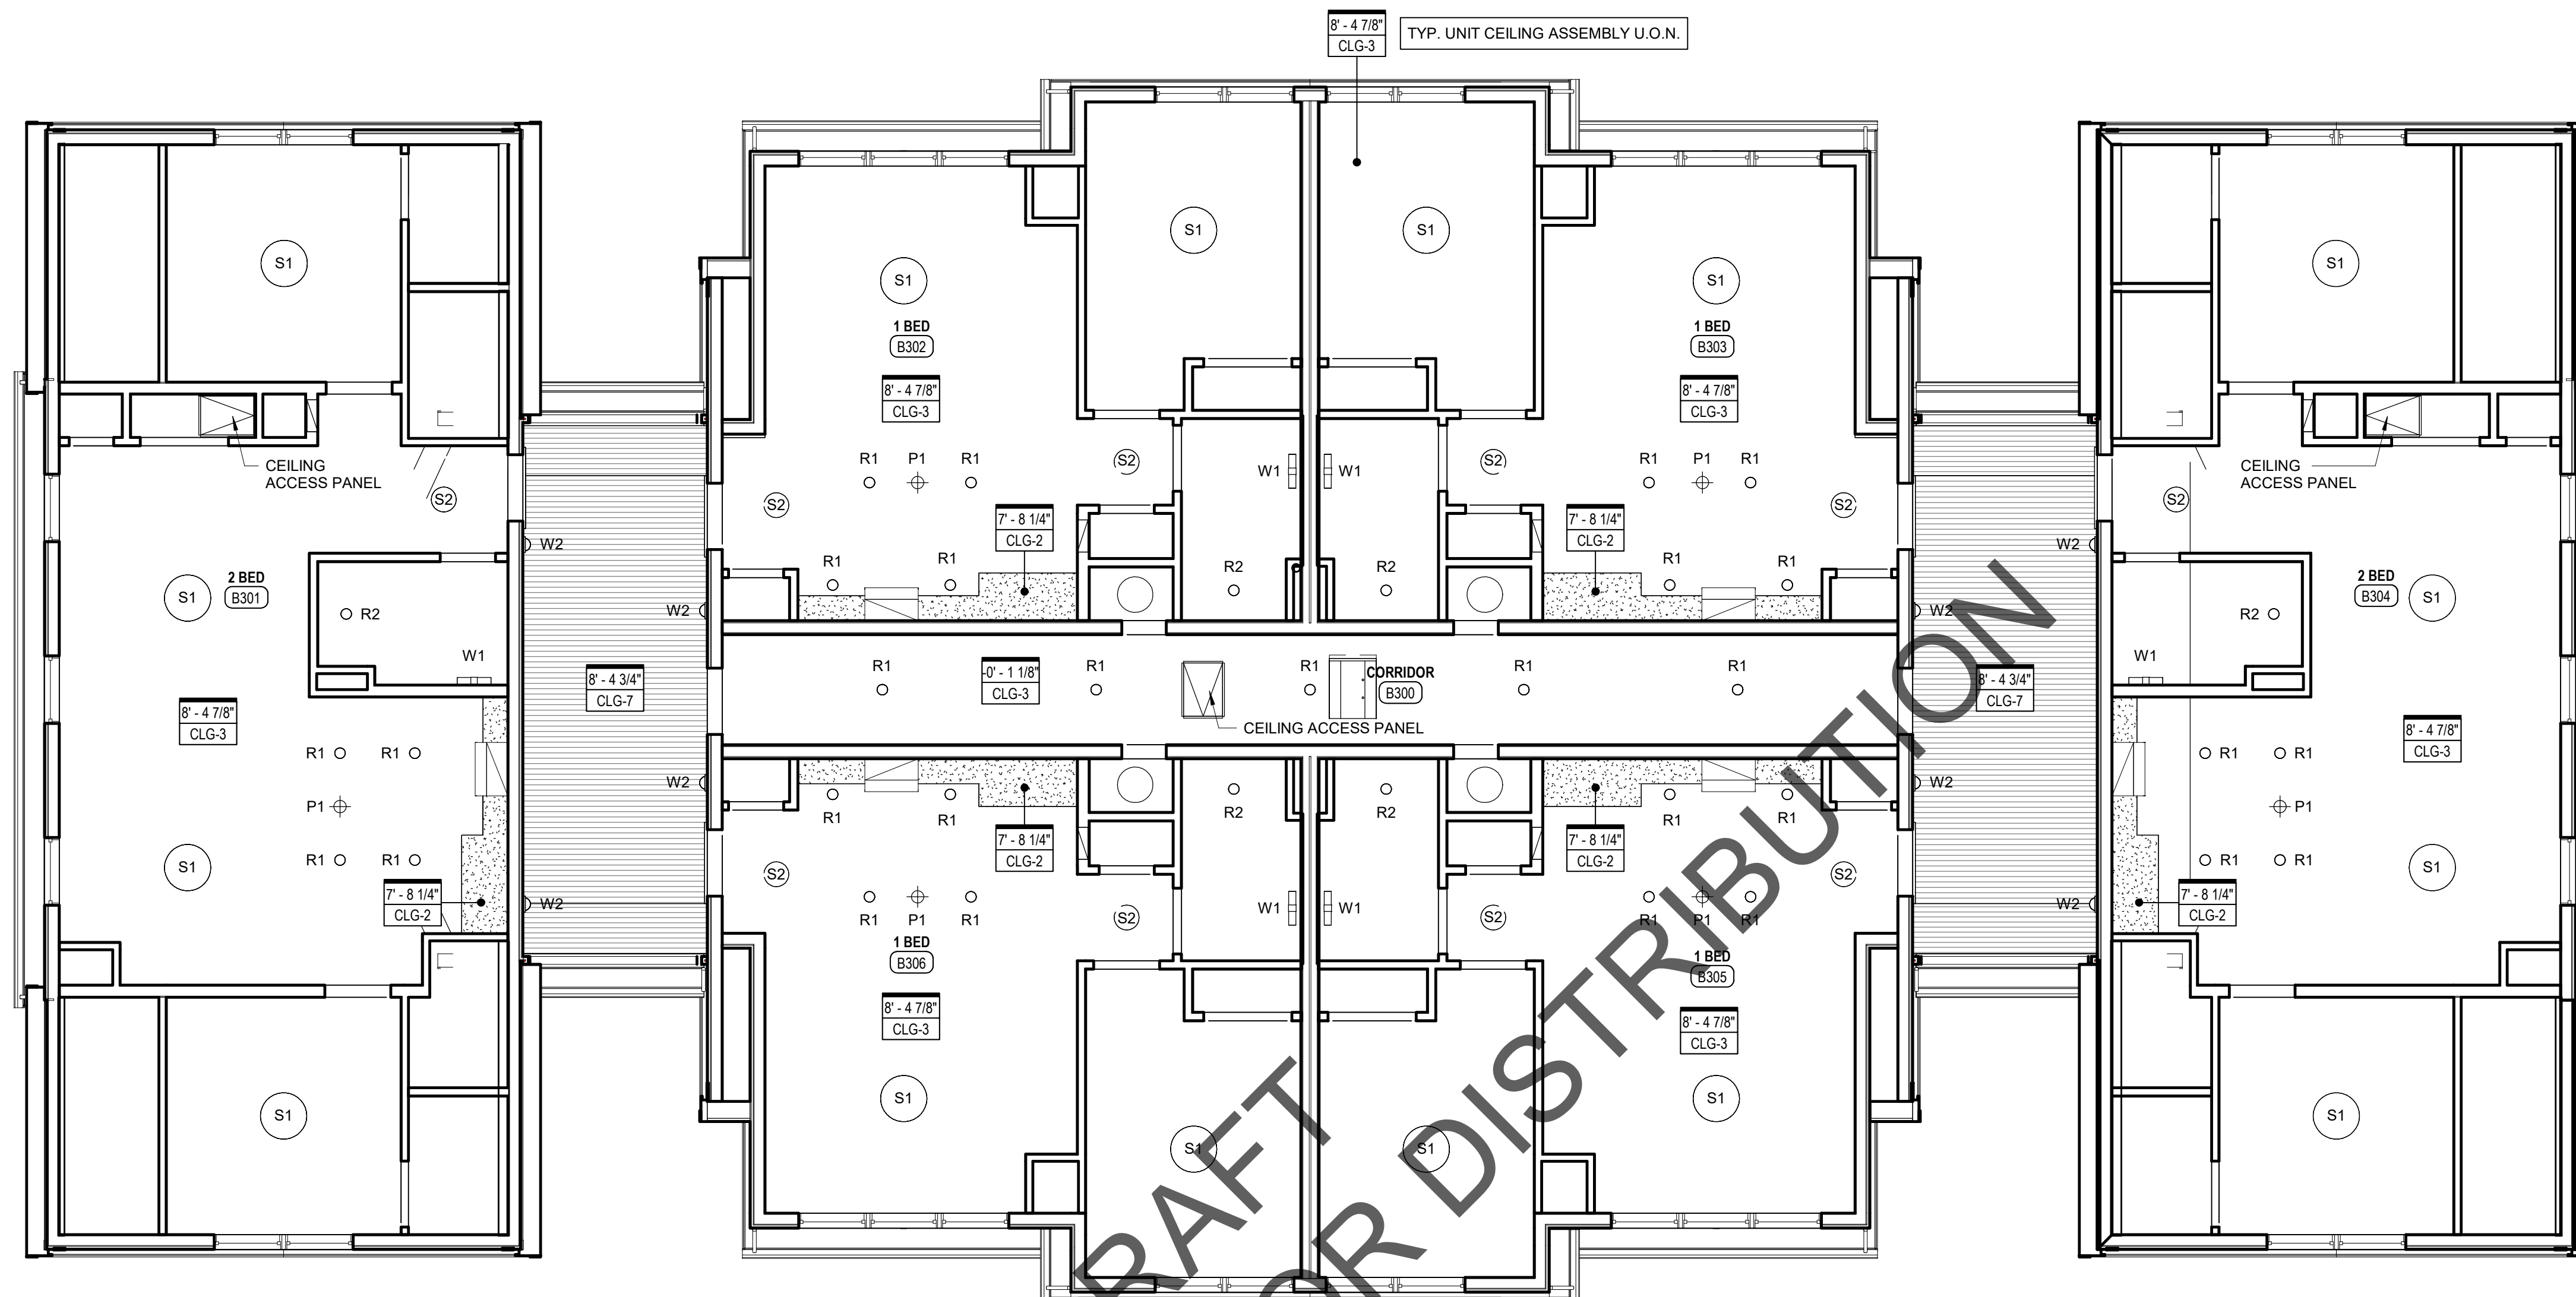 8' - 4 7/8"
CLG-3
TYP. UNIT CEILING ASSEMBLY U.O.N.
S1
S1
S1
S1
S1
S1
1 BED
B302
1 BED
B303
8' - 4 7/8"
CLG-3
8' - 4 7/8"
CLG-3
CEILING
ACCESS PANEL
S2
R1 P1 R1
S2
W1
W1
S2
R1 P1 R1
CEILING
ACCESS PANEL
S2
S2
S2
7' - 8 1/4"
CLG-2
7' - 8 1/4"
CLG-2
W2
W2
R1
R1
R2
R2
R1
R1
S1
2 BED
B301
R2
W2
W2
R2
2 BED
B304
S1
W1
W1
8' - 4 3/4"
CLG-7
R1
-0' - 1 1/8"
CLG-3
R1
R1
CORRIDOR
B300
R1
R1
8' - 4 3/4"
CLG-7
CEILING ACCESS PANEL
8' - 4 7/8"
CLG-3
8' - 4 7/8"
CLG-3
R1
R1
R1
R1
P1
P1
W2
W2
R1
R1
R2
R2
R1
R1
7' - 8 1/4"
CLG-2
7' - 8 1/4"
CLG-2
S1
R1
R1
R1
R1
S1
S2
S2
7' - 8 1/4"
CLG-2
W2
R1 P1 R1
S2
W1
W1
S2
R1 P1 R1
W2
7' - 8 1/4"
CLG-2
1 BED
B306
1 BED
B305
8' - 4 7/8"
CLG-3
8' - 4 7/8"
CLG-3
S1
S1
S1
S1
S1
S1
RAFT
OR DISTRIBUTION